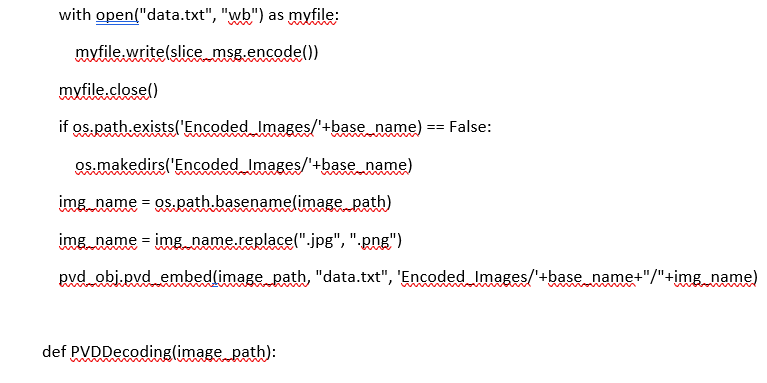 with open("data.txt", "wb") as myfile:
myfile.write(slice_msg.encode())
myfile.close()
if os.path.exists('Encoded_Images/'+base_name) == False:
os.makedirs('Encoded_Images/'+base_name)
img_name = os.path.basename(image_path)
img_name = img_name.replace(".jpg", ".png")
pvd_obj.pvd_embed(image_path, "data.txt", 'Encoded_Images/'+base_name+"/"+img_name)
def PVDDecoding(image_path):